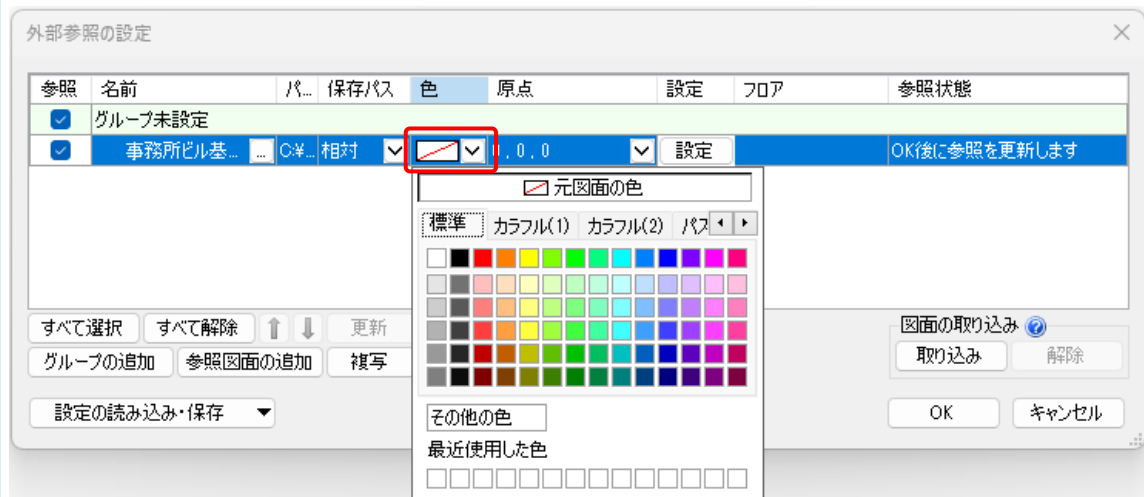 外部参照の設定
参照 名前 パ... 保存パス 色 原点 設定 フロア 参照状態
グループ未設定
事務所ビル基... ... C:¥... 相対 0 , 0 , 0 設定 OK後に参照を更新します
元図面の色
標準 カラフル(1) カラフル(2) パス
すべて選択 すべて解除 更新 図面の取り込み
グループの追加 参照図面の追加 複写 取り込み 解除
設定の読み込み・保存 その他の色 OK キャンセル
最近使用した色